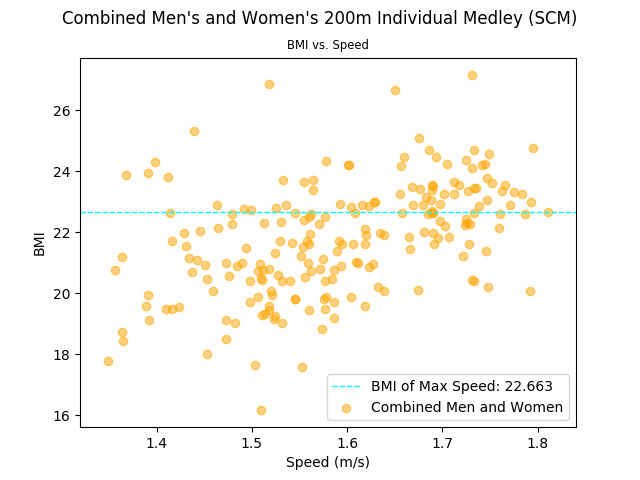 Combined Men's and Women's 200m Individual Medley (SCM)
BMI vs. Speed
26
24
22
20
18
16
BMI
BMI of Max Speed: 22.663
Combined Men and Women
1.4
1.5
1.6
1.7
1.8
Speed (m/s)